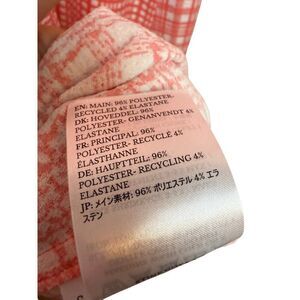 EN: MAIN: 96% POLYESTER-
RECYCLED 4% ELASTANE
DK: HOVEDDEL: 96%
POLYESTER- GENANVENDT 4%
ELASTANE
FR: PRINCIPAL: 96%
POLYESTER- RECYCLÉ 4%
ÉLASTHANNE
DE: HAUPTTEIL: 96%
POLYESTER- RECYCLING 4%
ELASTANE
JP: メイン素材: 96% ポリエステル 4% エラ
ステン